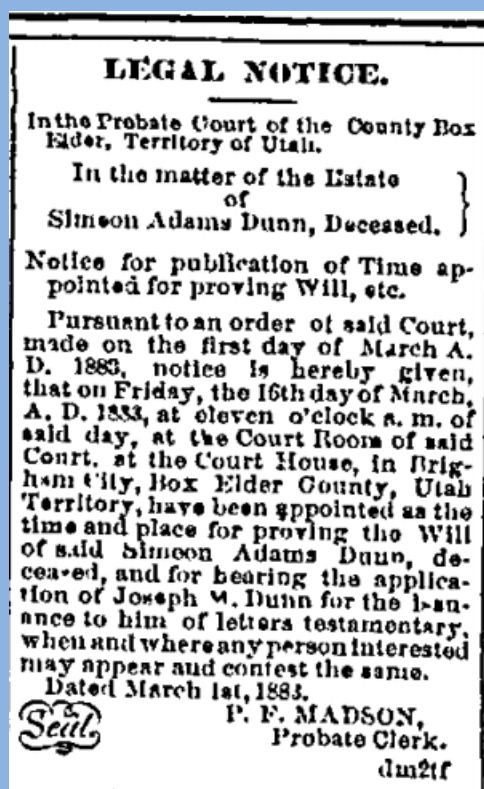 LEGAL NOTICE.
In the Probate Court of the County Box
Elder, Territory of Utah.
In the matter of the Estate
of
Simeon Adams Dunn, Deceased.
Notice for publication of Time ap-
pointed for proving Will, etc.
Pursuant to an order of said Court,
made on the first day of March A.
D. 1883, notice is hereby given,
that on Friday, the 16th day of March,
A. D. 1883, at eleven o'clock a. m. of
said day, at the Court Room of said
Court, at the Court House, in Brig-
ham City, Box Elder County, Utah
Territory, have been appointed as the
time and place for proving the Will
of said Simeon Adams Dunn, de-
ceased, and for hearing the applica-
tion of Joseph M. Dunn for the issu-
ance to him of letters testamentary,
when and where any person interested
may appear and contest the same.
Dated March 1st, 1883.
Seal.
P. F. MADSON,
Probate Clerk.
dm2tf